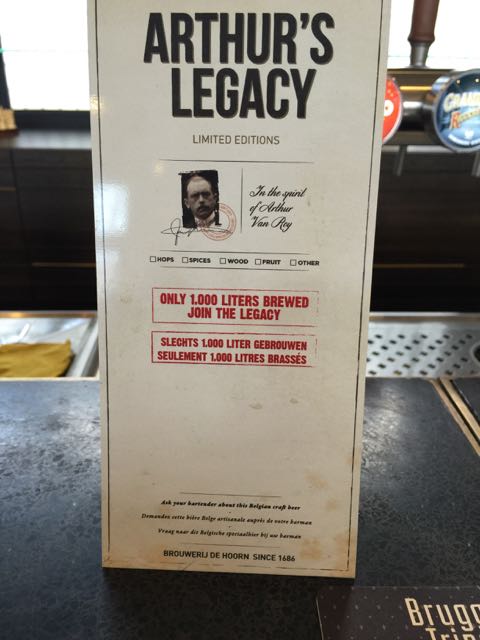 ARTHUR'S
LEGACY
LIMITED EDITIONS
In the spirit
of Arthur
Van Roy
☐ HOPS ☐ SPICES ☐ WOOD ☐ FRUIT ☐ OTHER
ONLY 1.000 LITERS BREWED
JOIN THE LEGACY
SLECHTS 1.000 LITER GEBROUWEN
SEULEMENT 1.000 LITRES BRASSÉS
Ask your bartender about this Belgian craft beer
Demandez cette bière Belge artisanale auprès de votre barman
Vraag naar dit Belgische speciaalbier bij uw barman
BROUWERIJ DE HOORN SINCE 1686
Brugg
Trip